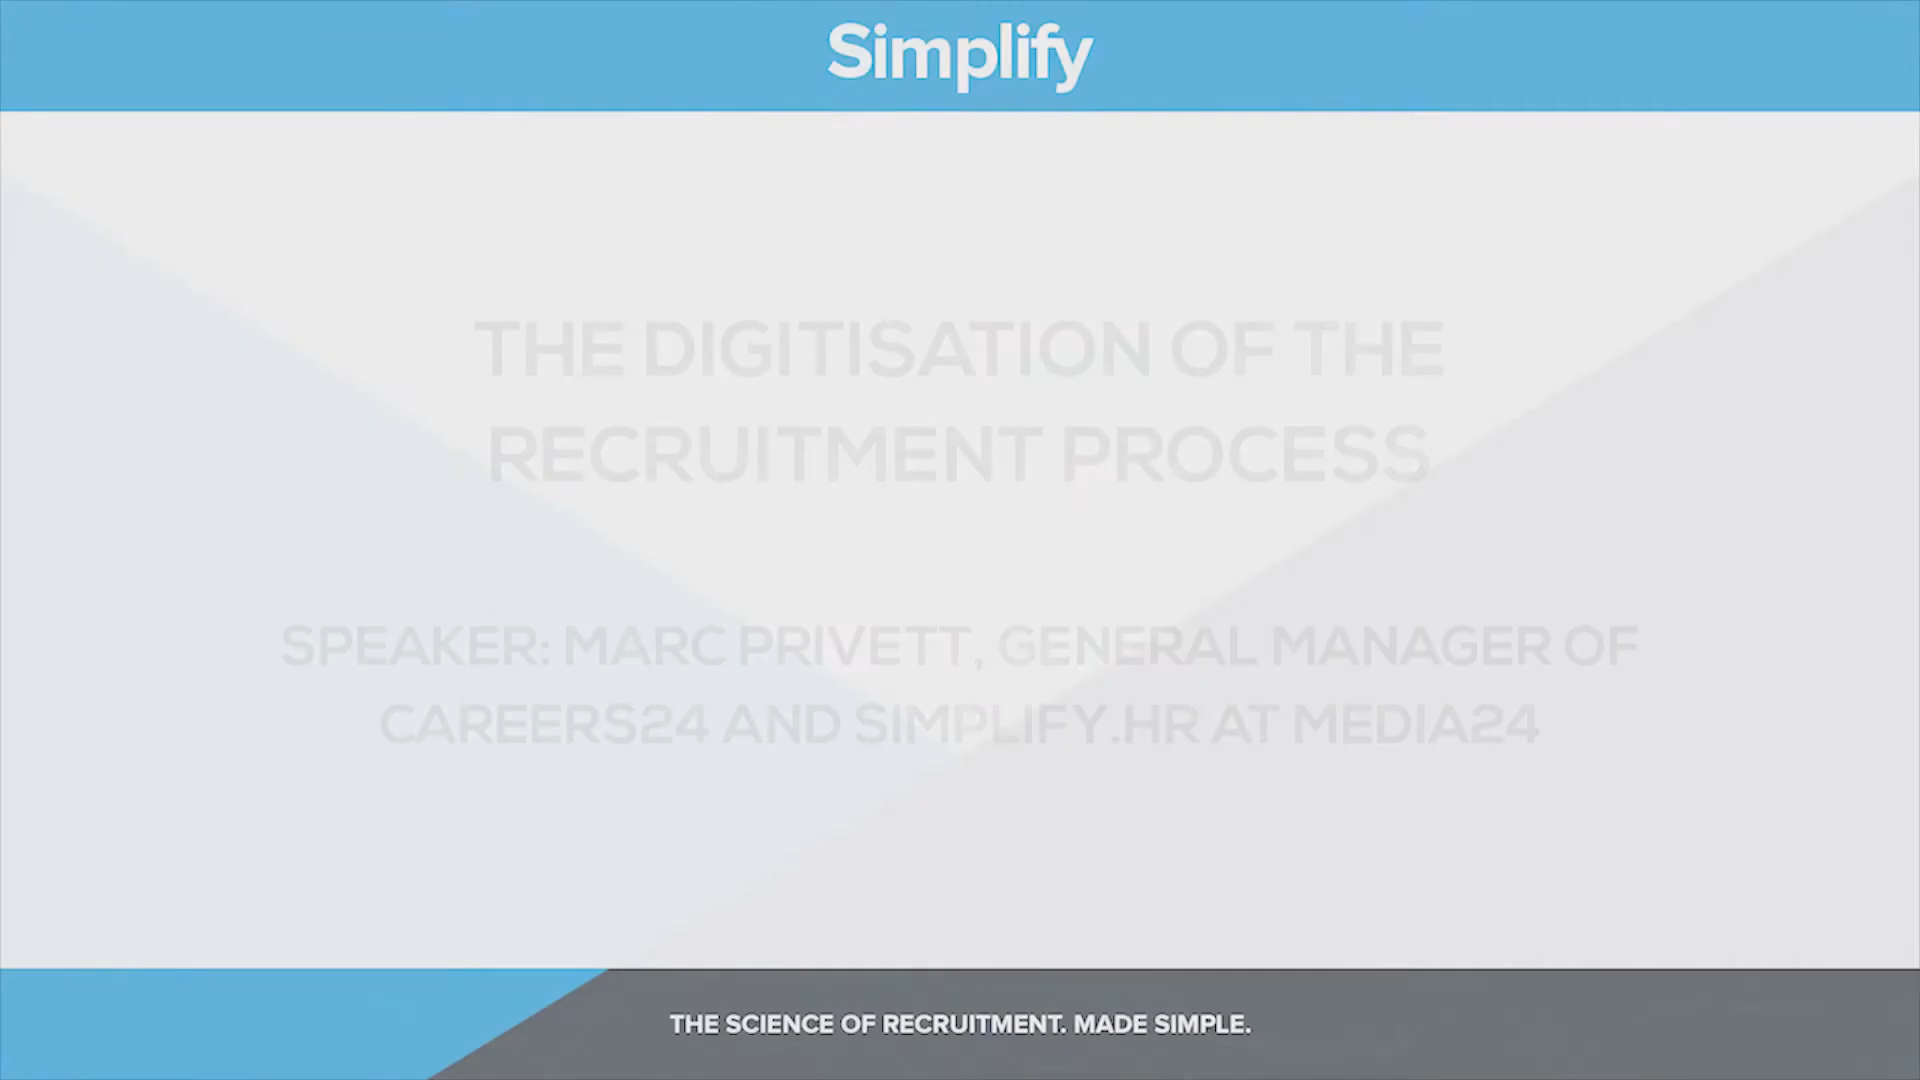 Simplify
THE DIGITISATION OF THE
RECRUITMENT PROCESS
SPEAKER: MARC PRIVETT, GENERAL MANAGER OF
CAREERS24 AND SIMPLIFY.HR AT MEDIA24
THE SCIENCE OF RECRUITMENT. MADE SIMPLE.